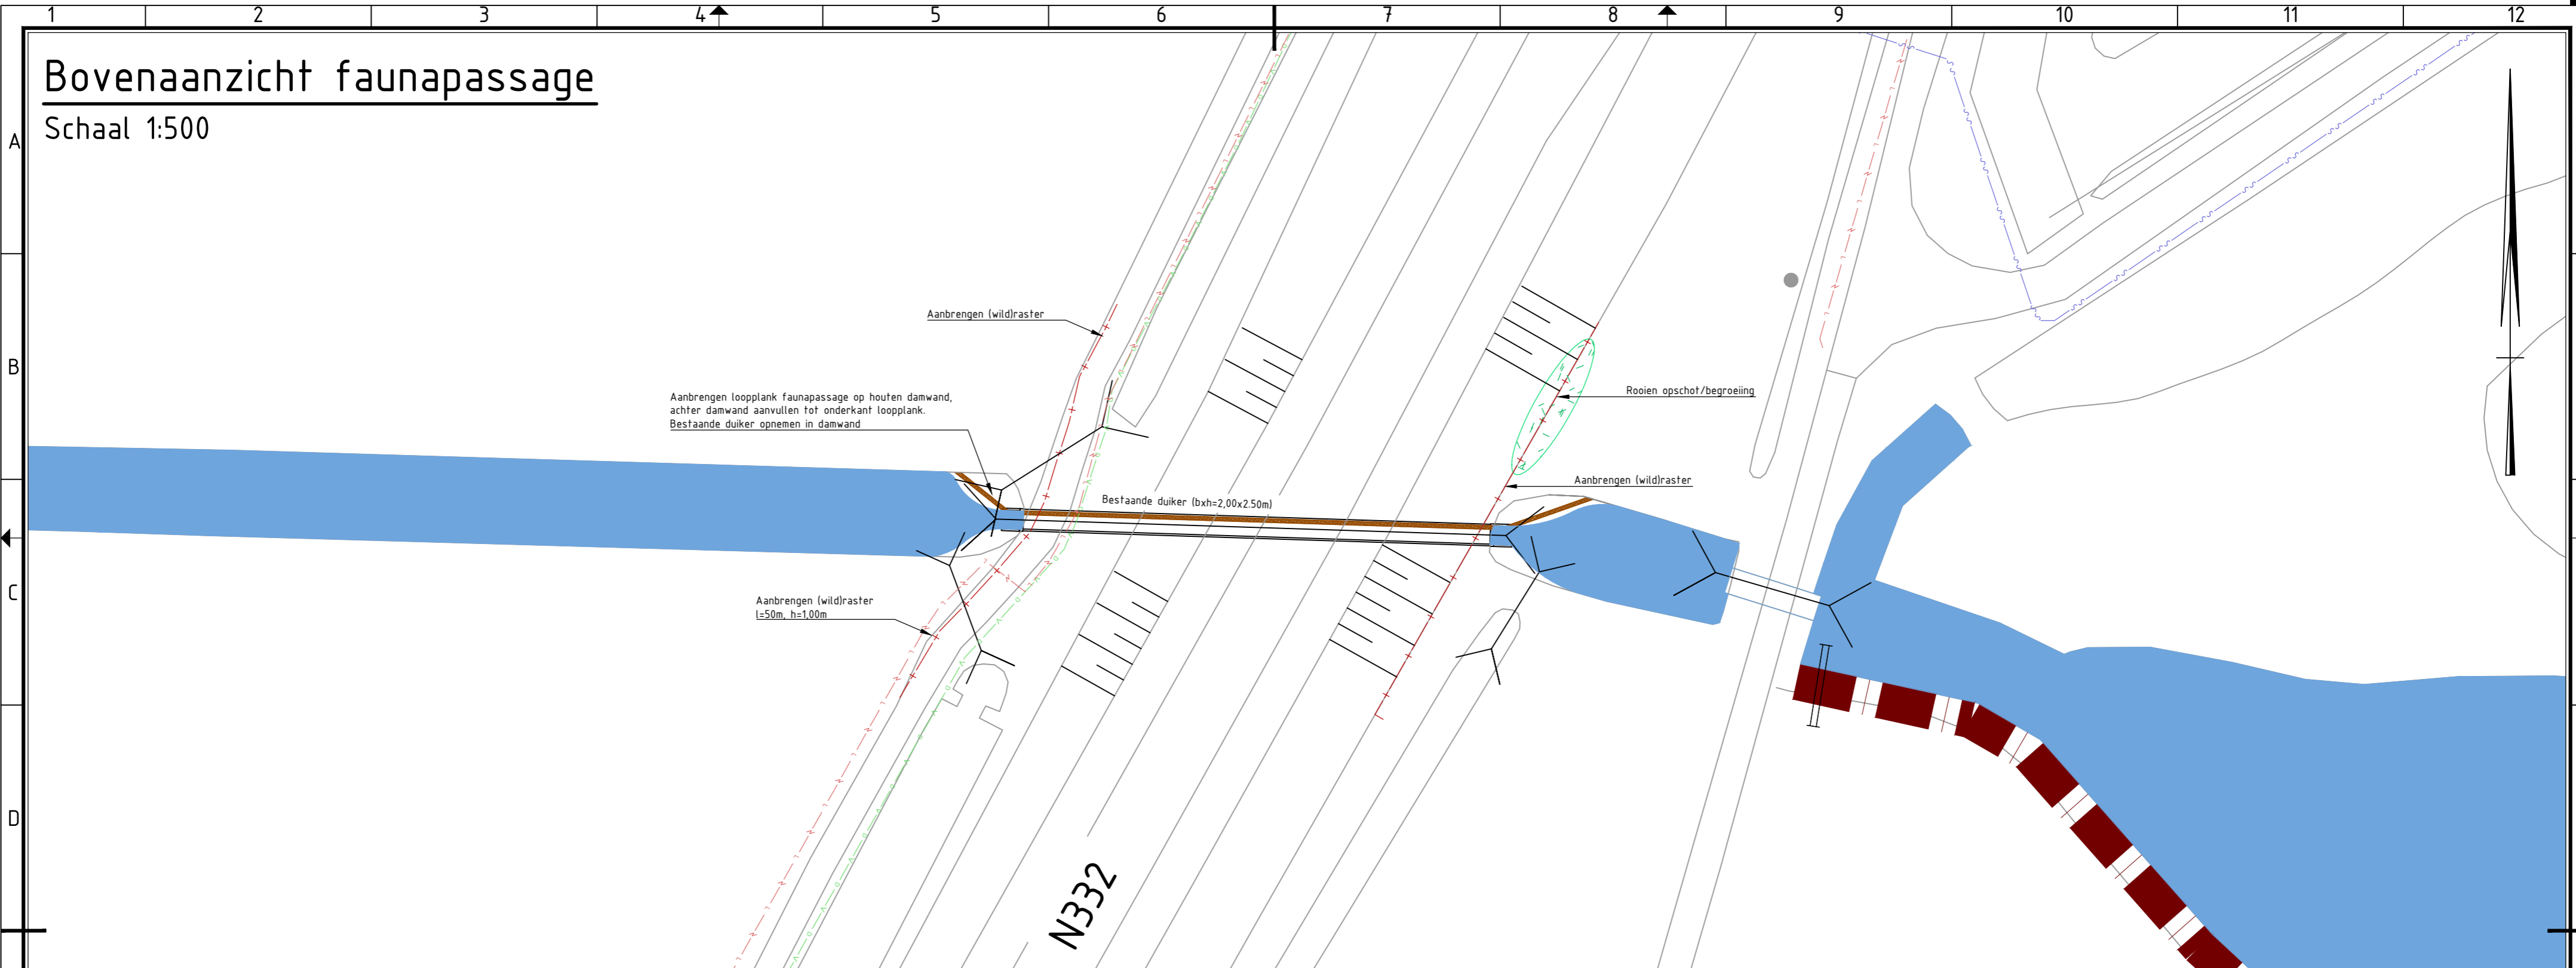 1 2 3 4 5 6 7 8 9 10 11 12
Bovenaanzicht faunapassage
Schaal 1:500
A
B
C
D
Aanbrengen (wild)raster
Aanbrengen loopplank faunapassage op houten damwand,
achter damwand aanvullen tot onderkant loopplank.
Bestaande duiker opnemen in damwand
Rooien opschot/begroeiing
Aanbrengen (wild)raster
Bestaande duiker (bxh=2,00x2.50m)
Aanbrengen (wild)raster
l=50m, h=1,00m
N332